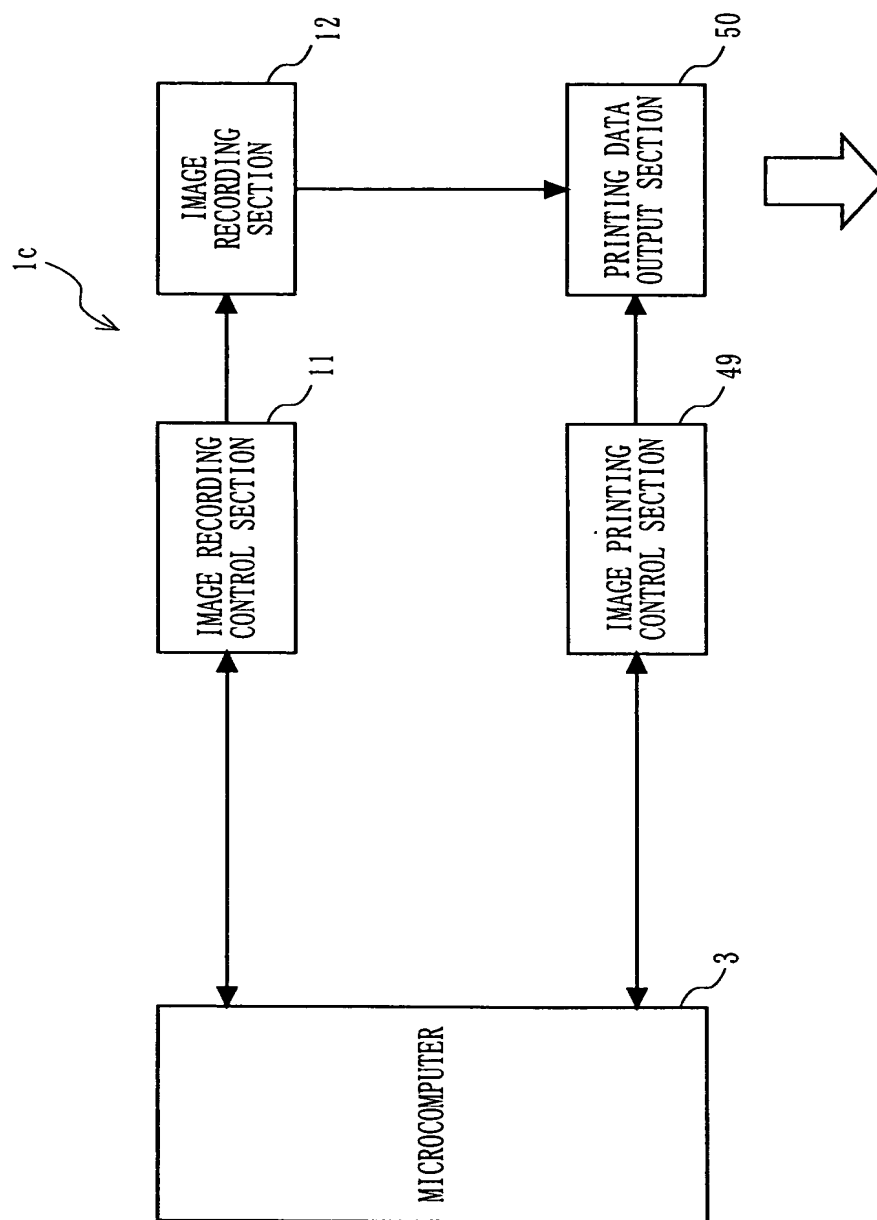 1c
12
IMAGE
RECORDING
SECTION
11
IMAGE RECORDING
CONTROL SECTION
50
PRINTING DATA
OUTPUT SECTION
49
IMAGE PRINTING
CONTROL SECTION
3
MICROCOMPUTER